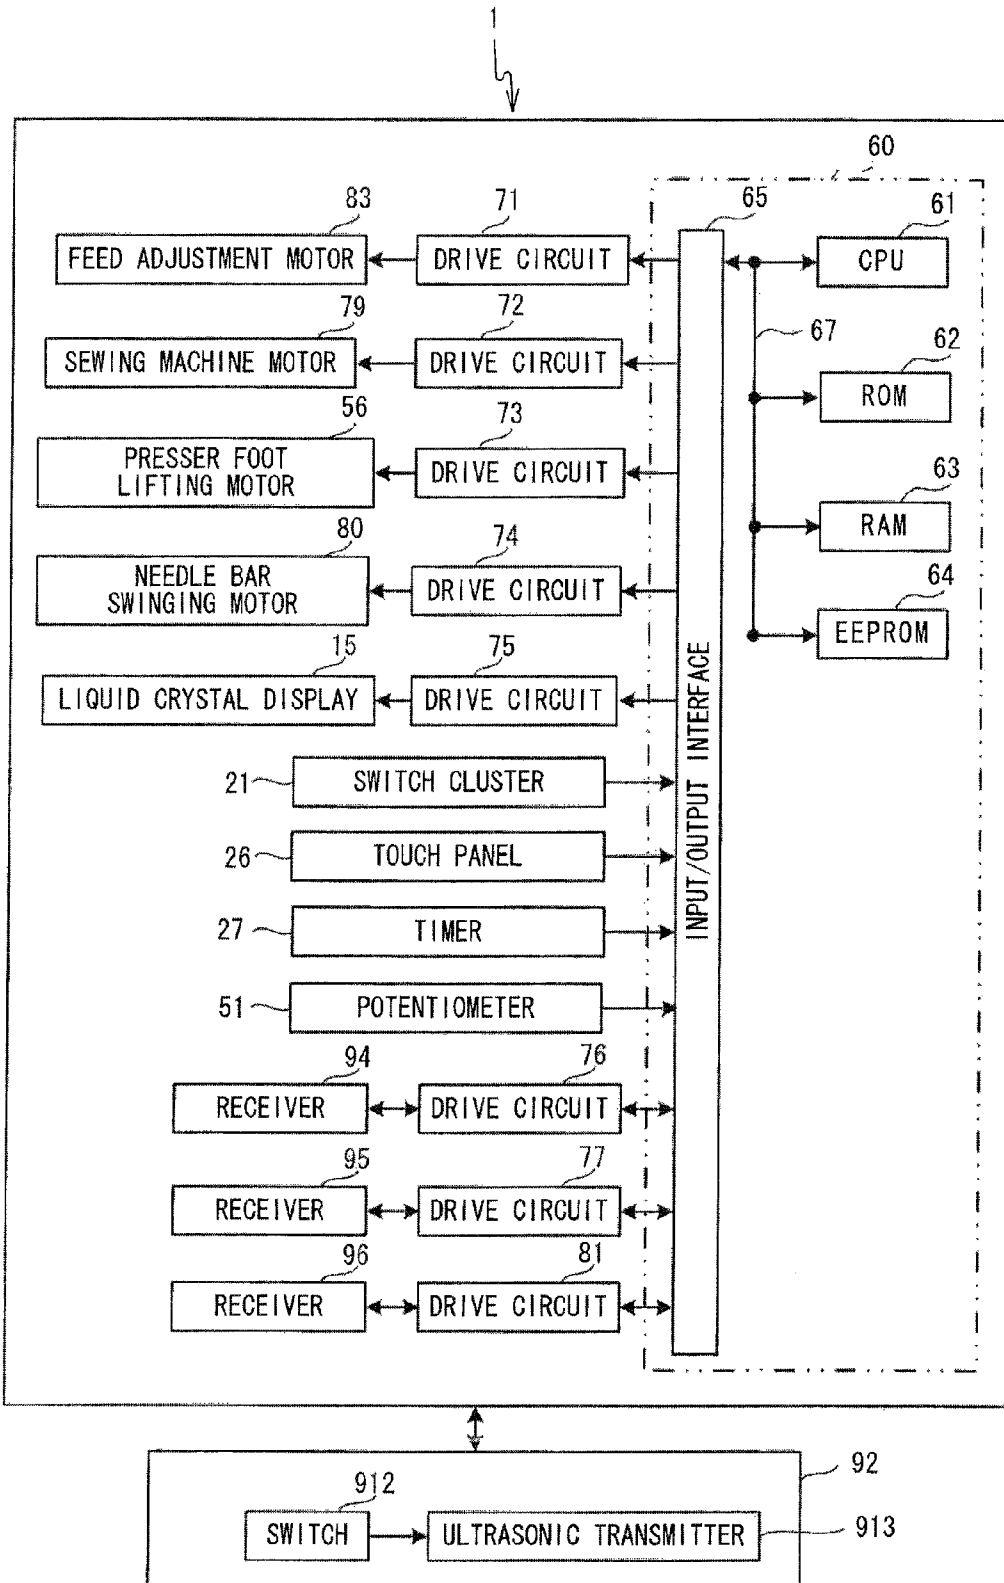 1
60
83
71
65
61
FEED ADJUSTMENT MOTOR
DRIVE CIRCUIT
CPU
79
72
67
62
SEWING MACHINE MOTOR
DRIVE CIRCUIT
ROM
56
73
PRESSER FOOT
LIFTING MOTOR
DRIVE CIRCUIT
63
RAM
80
74
NEEDLE BAR
SWINGING MOTOR
DRIVE CIRCUIT
64
EEPROM
15
75
LIQUID CRYSTAL DISPLAY
DRIVE CIRCUIT
INPUT/OUTPUT INTERFACE
21
SWITCH CLUSTER
26
TOUCH PANEL
27
TIMER
51
POTENTIOMETER
94
76
RECEIVER
DRIVE CIRCUIT
95
77
RECEIVER
DRIVE CIRCUIT
96
81
RECEIVER
DRIVE CIRCUIT
92
912
SWITCH
ULTRASONIC TRANSMITTER
913